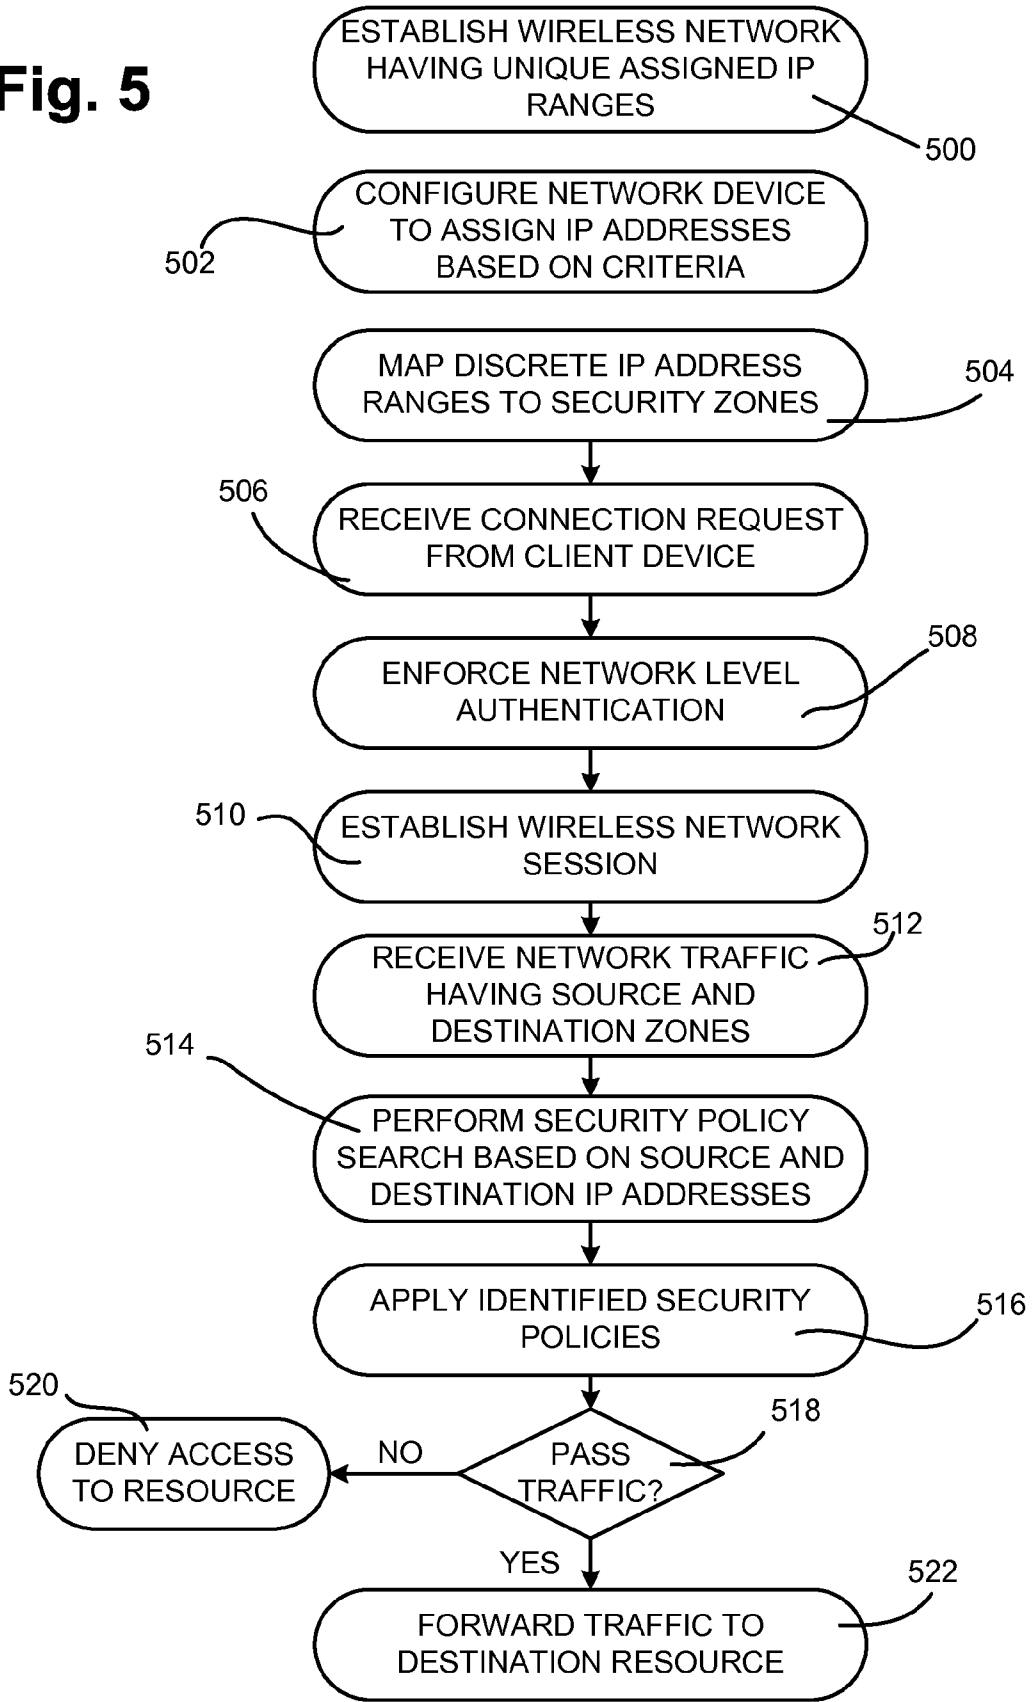 Fig. 5
ESTABLISH WIRELESS NETWORK
HAVING UNIQUE ASSIGNED IP
RANGES
500
CONFIGURE NETWORK DEVICE
TO ASSIGN IP ADDRESSES
BASED ON CRITERIA
502
MAP DISCRETE IP ADDRESS
RANGES TO SECURITY ZONES
504
506
RECEIVE CONNECTION REQUEST
FROM CLIENT DEVICE
508
ENFORCE NETWORK LEVEL
AUTHENTICATION
510
ESTABLISH WIRELESS NETWORK
SESSION
512
RECEIVE NETWORK TRAFFIC
HAVING SOURCE AND
DESTINATION ZONES
514
PERFORM SECURITY POLICY
SEARCH BASED ON SOURCE AND
DESTINATION IP ADDRESSES
APPLY IDENTIFIED SECURITY
POLICIES
516
520
518
DENY ACCESS
TO RESOURCE
NO
PASS
TRAFFIC?
YES
522
FORWARD TRAFFIC TO
DESTINATION RESOURCE